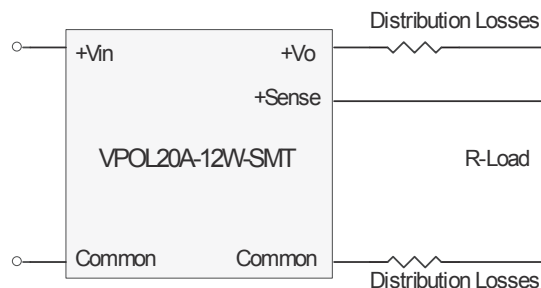 Distribution Losses
+Vin
+Vo
+Sense
VPOL20A-12W-SMT
R-Load
Common
Common
Distribution Losses